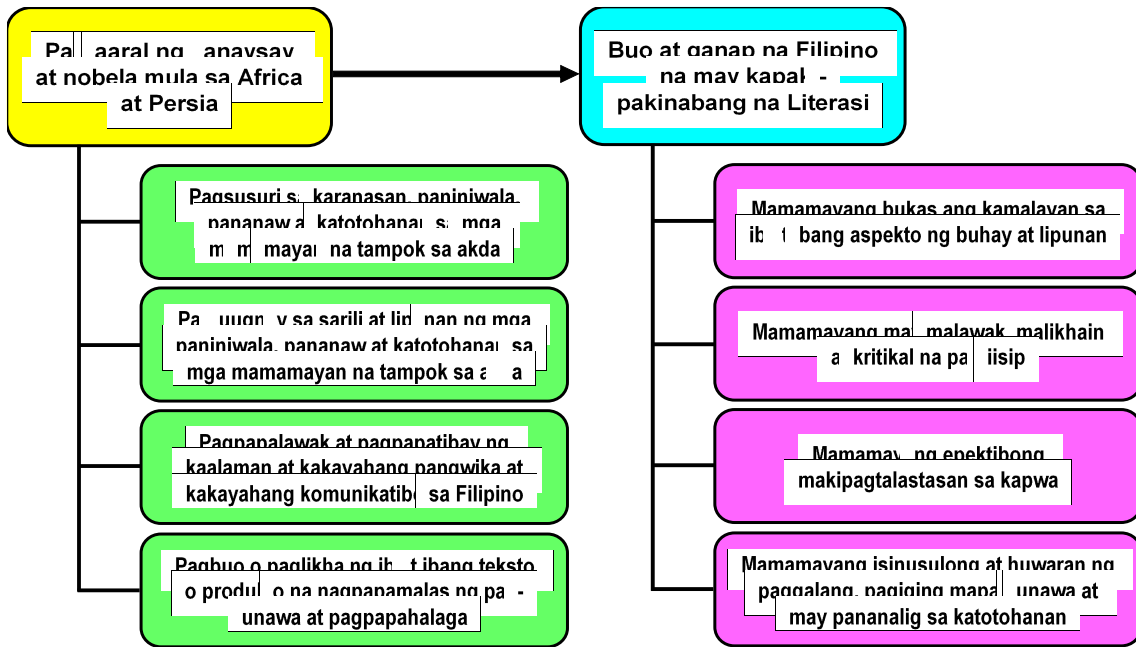 Pa aaral ng anaysay
at nobela mula sa Africa
at Persia
Buo at ganap na Filipino
na may kapak -
pakinabang na Literasi
Pagsusuri sa karanasan, paniniwala,
pananaw at katotohanan sa mga
m m mayan na tampok sa akda
Pa uugn y sa sarili at lip nan ng mga
paniniwala, pananaw at katotohanan sa
mga mamamayan na tampok sa a a
Pagpapalawak at pagpapatibay ng
kaalaman at kakayahang pangwika at
kakayahang komunikatibo sa Filipino
Pagbuo o paglikha ng ib t ibang teksto
o produ o na nagpapamalas ng pa -
unawa at pagpapahalaga
Mamamayang bukas ang kamalayan sa
ib t bang aspekto ng buhay at lipunan
Mamamayang ma malawak, malikhain
at kritikal na pa iisip
Mamamay ng epektibong
makipagtalastasan sa kapwa
Mamamayang isinusulong at huwaran ng
paggalang, pagiging mapa unawa at
may pananalig sa katotohanan